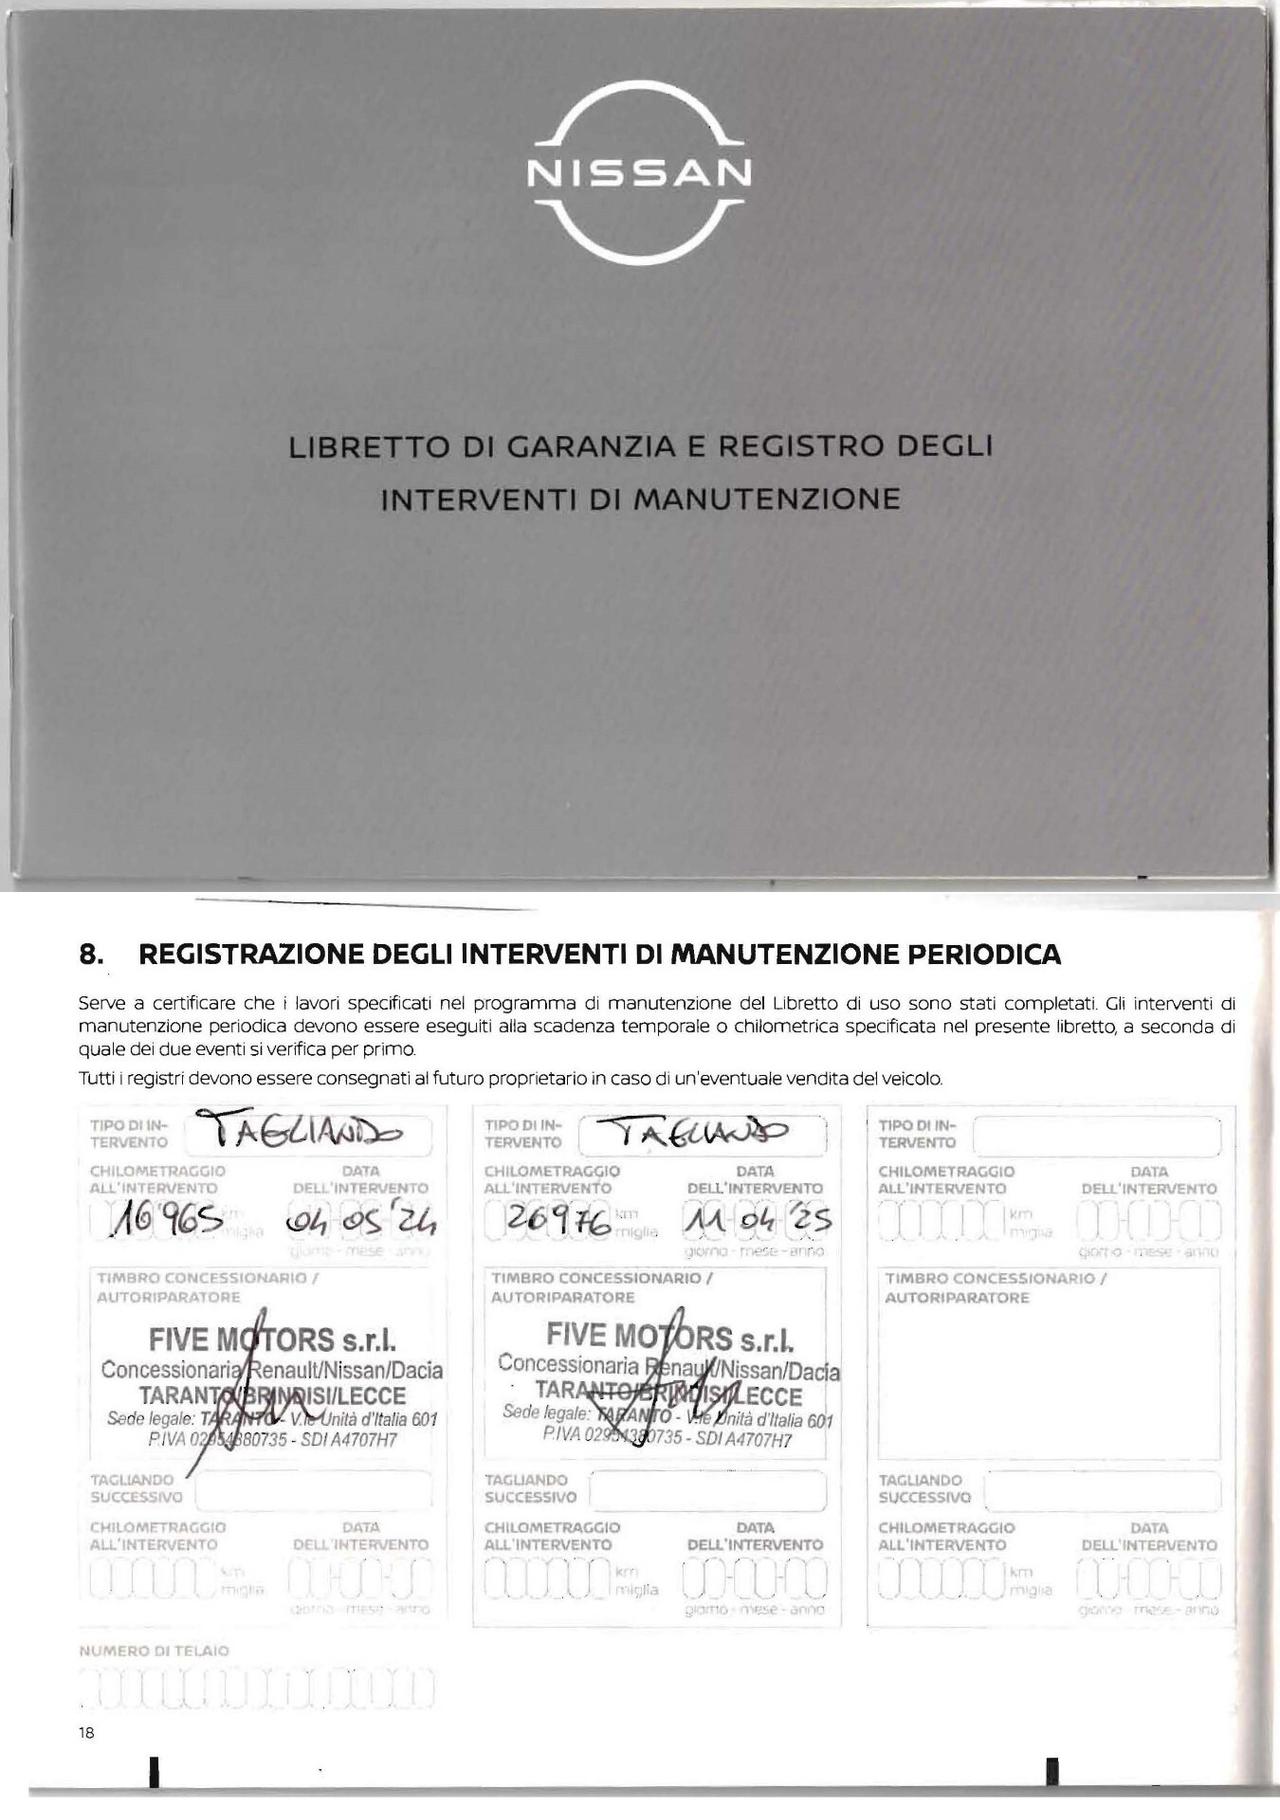 NISSAN
LIBRETTO DI GARANZIA E REGISTRO DEGLI
INTERVENTI DI MANUTENZIONE
8. REGISTRAZIONE DEGLI INTERVENTI DI MANUTENZIONE PERIODICA
Serve a certificare che i lavori specificati nel programma di manutenzione del Libretto di uso sono stati completati. Gli interventi di
manutenzione periodica devono essere eseguiti alla scadenza temporale o chilometrica specificata nel presente libretto, a seconda di
quale dei due eventi si verifica per primo.
Tutti i registri devono essere consegnati al futuro proprietario in caso di un'eventuale vendita del veicolo.
TIPO DI IN-
TERVENTO
TAGLIANDO
CHILOMETRAGGIO
ALL'INTERVENTO
DATA
DELL'INTERVENTO
16965
km
miglia
04 05 '24
giorno - mese - anno
TIMBRO CONCESSIONARIO /
AUTORIPARATORE
FIVE MOTORS s.r.l.
Concessionaria Renault/Nissan/Dacia
TARANTO/BRINDISI/LECCE
Sede legale: TARANTO - V.le Unità d'Italia 601
P.IVA 02954380735 - SDI A4707H7
TAGLIANDO
SUCCESSIVO
CHILOMETRAGGIO
ALL'INTERVENTO
DATA
DELL'INTERVENTO
km
miglia
giorno - mese - anno
TIPO DI IN-
TERVENTO
TAGLIANDO
CHILOMETRAGGIO
ALL'INTERVENTO
DATA
DELL'INTERVENTO
26976
km
miglia
11 04 '25
giorno - mese - anno
TIMBRO CONCESSIONARIO /
AUTORIPARATORE
FIVE MOTORS s.r.l.
Concessionaria Renault/Nissan/Dacia
TARANTO/BRINDISI/LECCE
Sede legale: TARANTO - V.le Unità d'Italia 601
P.IVA 02954380735 - SDI A4707H7
TAGLIANDO
SUCCESSIVO
CHILOMETRAGGIO
ALL'INTERVENTO
DATA
DELL'INTERVENTO
km
miglia
giorno - mese - anno
TIPO DI IN-
TERVENTO
CHILOMETRAGGIO
ALL'INTERVENTO
DATA
DELL'INTERVENTO
km
miglia
giorno - mese - anno
TIMBRO CONCESSIONARIO /
AUTORIPARATORE
TAGLIANDO
SUCCESSIVO
CHILOMETRAGGIO
ALL'INTERVENTO
DATA
DELL'INTERVENTO
km
miglia
giorno - mese - anno
NUMERO DI TELAIO
18